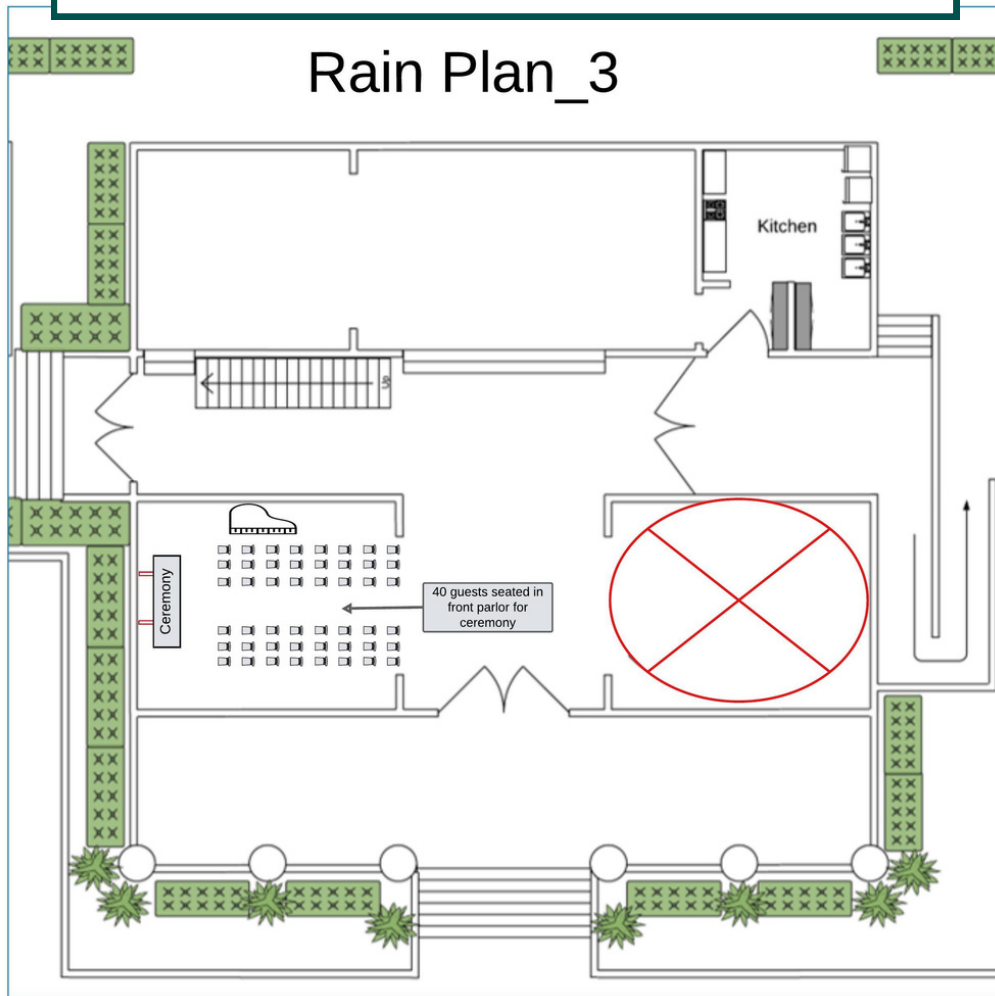 Rain Plan_3
Kitchen
Up
Ceremony
40 guests seated in
front parlor for
ceremony